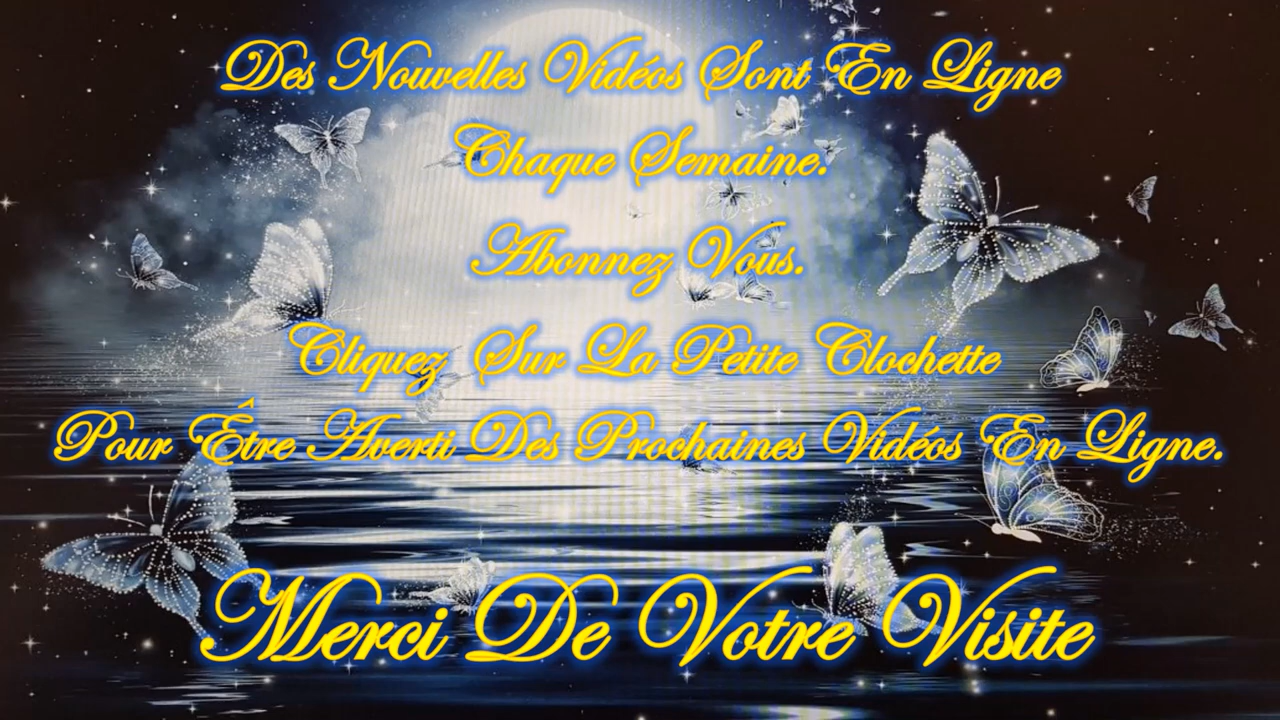 Des Nouvelles Vidéos Sont En Ligne
Chaque Semaine.
Abonnez Vous.
Cliquez Sur La Petite Clochette
Pour Être Averti Des Prochaines Vidéos En Ligne.
Merci De Votre Visite